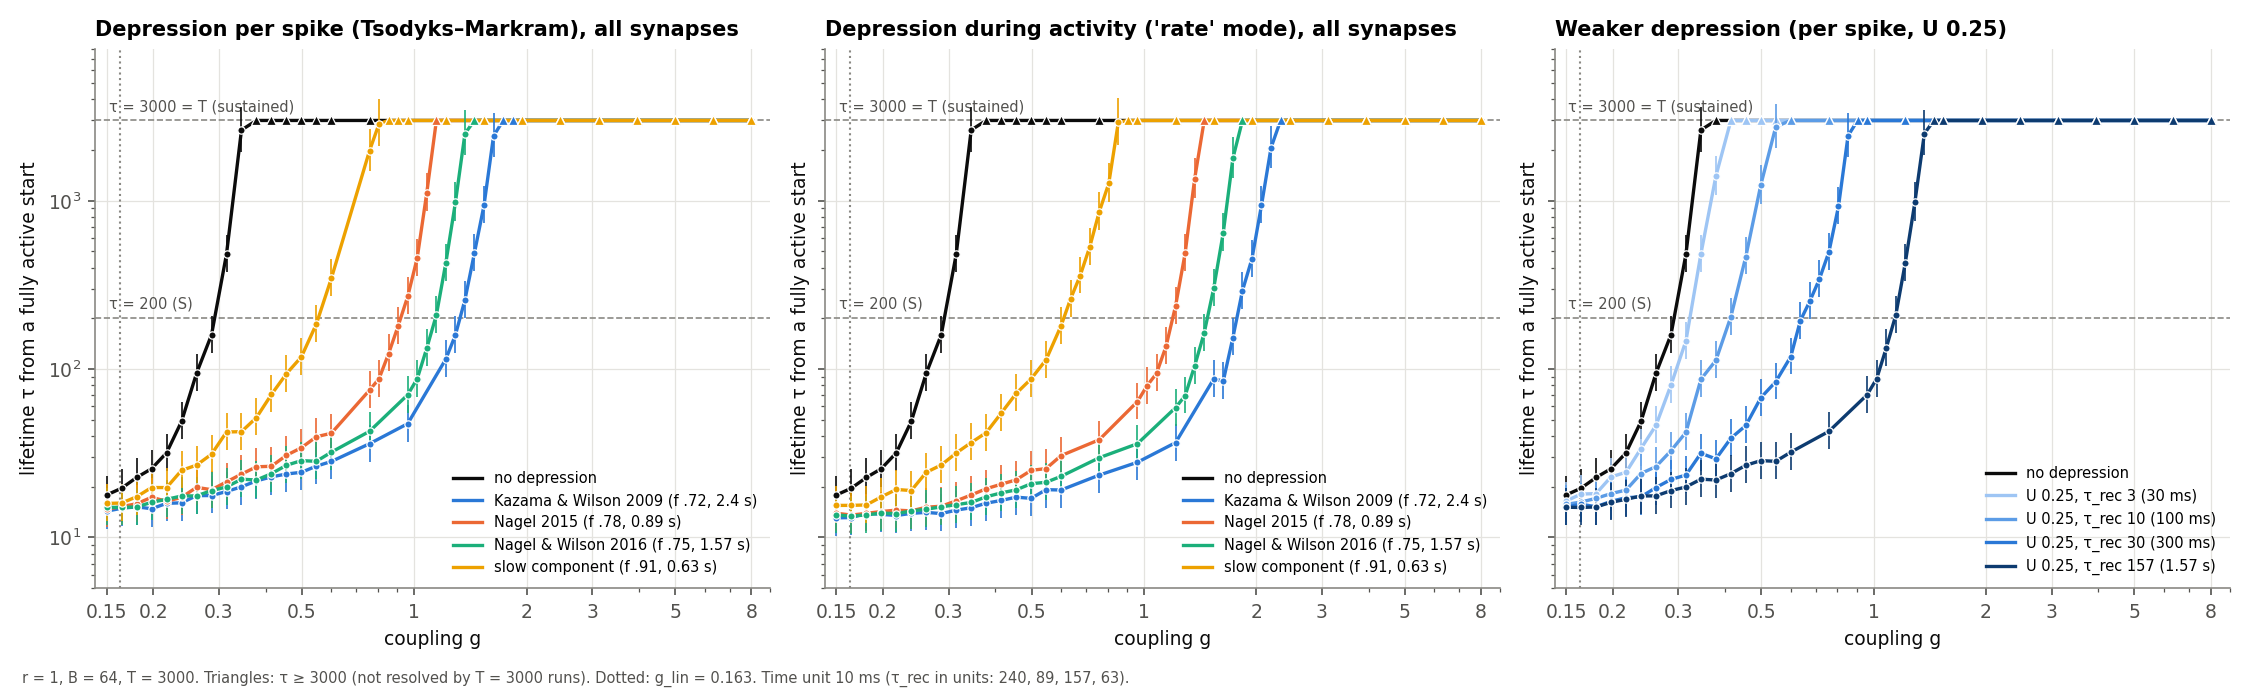 Depression per spike (Tsodyks–Markram), all synapses
lifetime τ from a fully active start
10³
10²
10¹
τ = 3000 = T (sustained)
τ = 200 (S)
no depression
Kazama & Wilson 2009 (f .72, 2.4 s)
Nagel 2015 (f .78, 0.89 s)
Nagel & Wilson 2016 (f .75, 1.57 s)
slow component (f .91, 0.63 s)
0.15 0.2 0.3 0.5 1 2 3 5 8
coupling g
Depression during activity ('rate' mode), all synapses
lifetime τ from a fully active start
τ = 3000 = T (sustained)
τ = 200 (S)
no depression
Kazama & Wilson 2009 (f .72, 2.4 s)
Nagel 2015 (f .78, 0.89 s)
Nagel & Wilson 2016 (f .75, 1.57 s)
slow component (f .91, 0.63 s)
0.15 0.2 0.3 0.5 1 2 3 5 8
coupling g
Weaker depression (per spike, U 0.25)
lifetime τ from a fully active start
τ = 3000 = T (sustained)
τ = 200 (S)
no depression
U 0.25, τ_rec 3 (30 ms)
U 0.25, τ_rec 10 (100 ms)
U 0.25, τ_rec 30 (300 ms)
U 0.25, τ_rec 157 (1.57 s)
0.15 0.2 0.3 0.5 1 2 3 5 8
coupling g
r = 1, B = 64, T = 3000. Triangles: τ ≥ 3000 (not resolved by T = 3000 runs). Dotted: g_lin = 0.163. Time unit 10 ms (τ_rec in units: 240, 89, 157, 63).